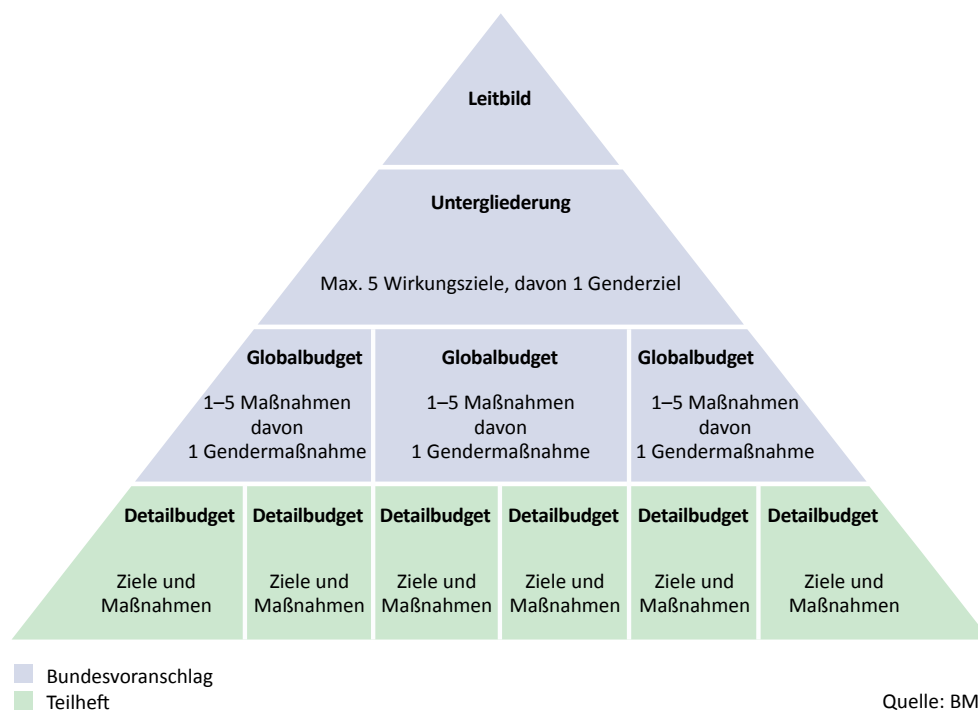 Leitbild
Untergliederung
Max. 5 Wirkungsziele, davon 1 Genderziel
Globalbudget
1–5 Maßnahmen
davon
1 Gendermaßnahme
Globalbudget
1–5 Maßnahmen
davon
1 Gendermaßnahme
Globalbudget
1–5 Maßnahmen
davon
1 Gendermaßnahme
Detailbudget
Ziele und
Maßnahmen
Detailbudget
Ziele und
Maßnahmen
Detailbudget
Ziele und
Maßnahmen
Detailbudget
Ziele und
Maßnahmen
Detailbudget
Ziele und
Maßnahmen
Detailbudget
Ziele und
Maßnahmen
Bundesvoranschlag
Teilheft
Quelle: BM